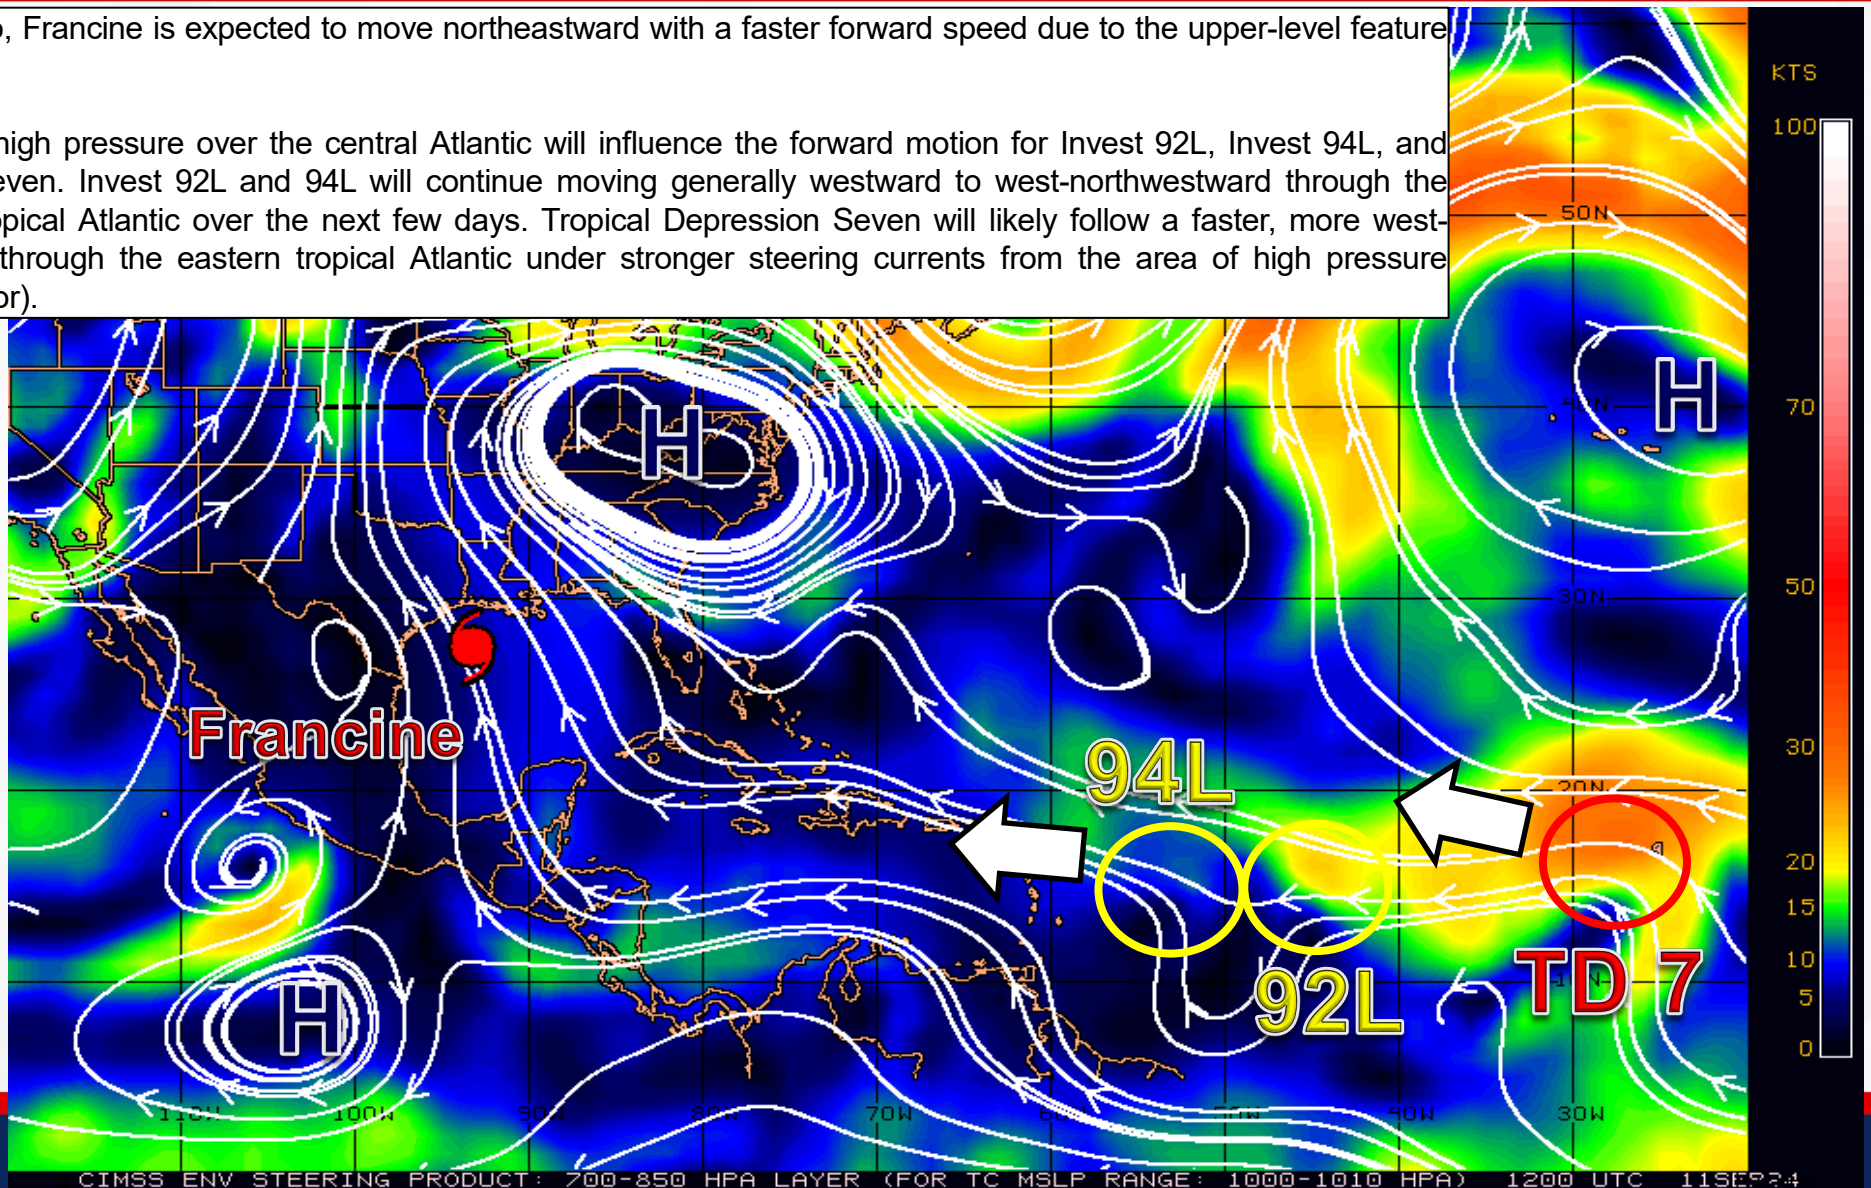 , Francine is expected to move northeastward with a faster forward speed due to the upper-level feature
high pressure over the central Atlantic will influence the forward motion for Invest 92L, Invest 94L, and
even. Invest 92L and 94L will continue moving generally westward to west-northwestward through the
opical Atlantic over the next few days. Tropical Depression Seven will likely follow a faster, more west-
through the eastern tropical Atlantic under stronger steering currents from the area of high pressure
or).
KTS
100
70
50
30
20
15
10
5
0
50N
40N
30N
20N
10N
H
H
H
Francine
94L
92L
TD 7
110W 100W 90W 80W 70W 60W 50W 40W 30W
CIMSS ENV STEERING PRODUCT: 700-850 HPA LAYER (FOR TC MSLP RANGE: 1000-1010 HPA) 1200 UTC 11SEP24